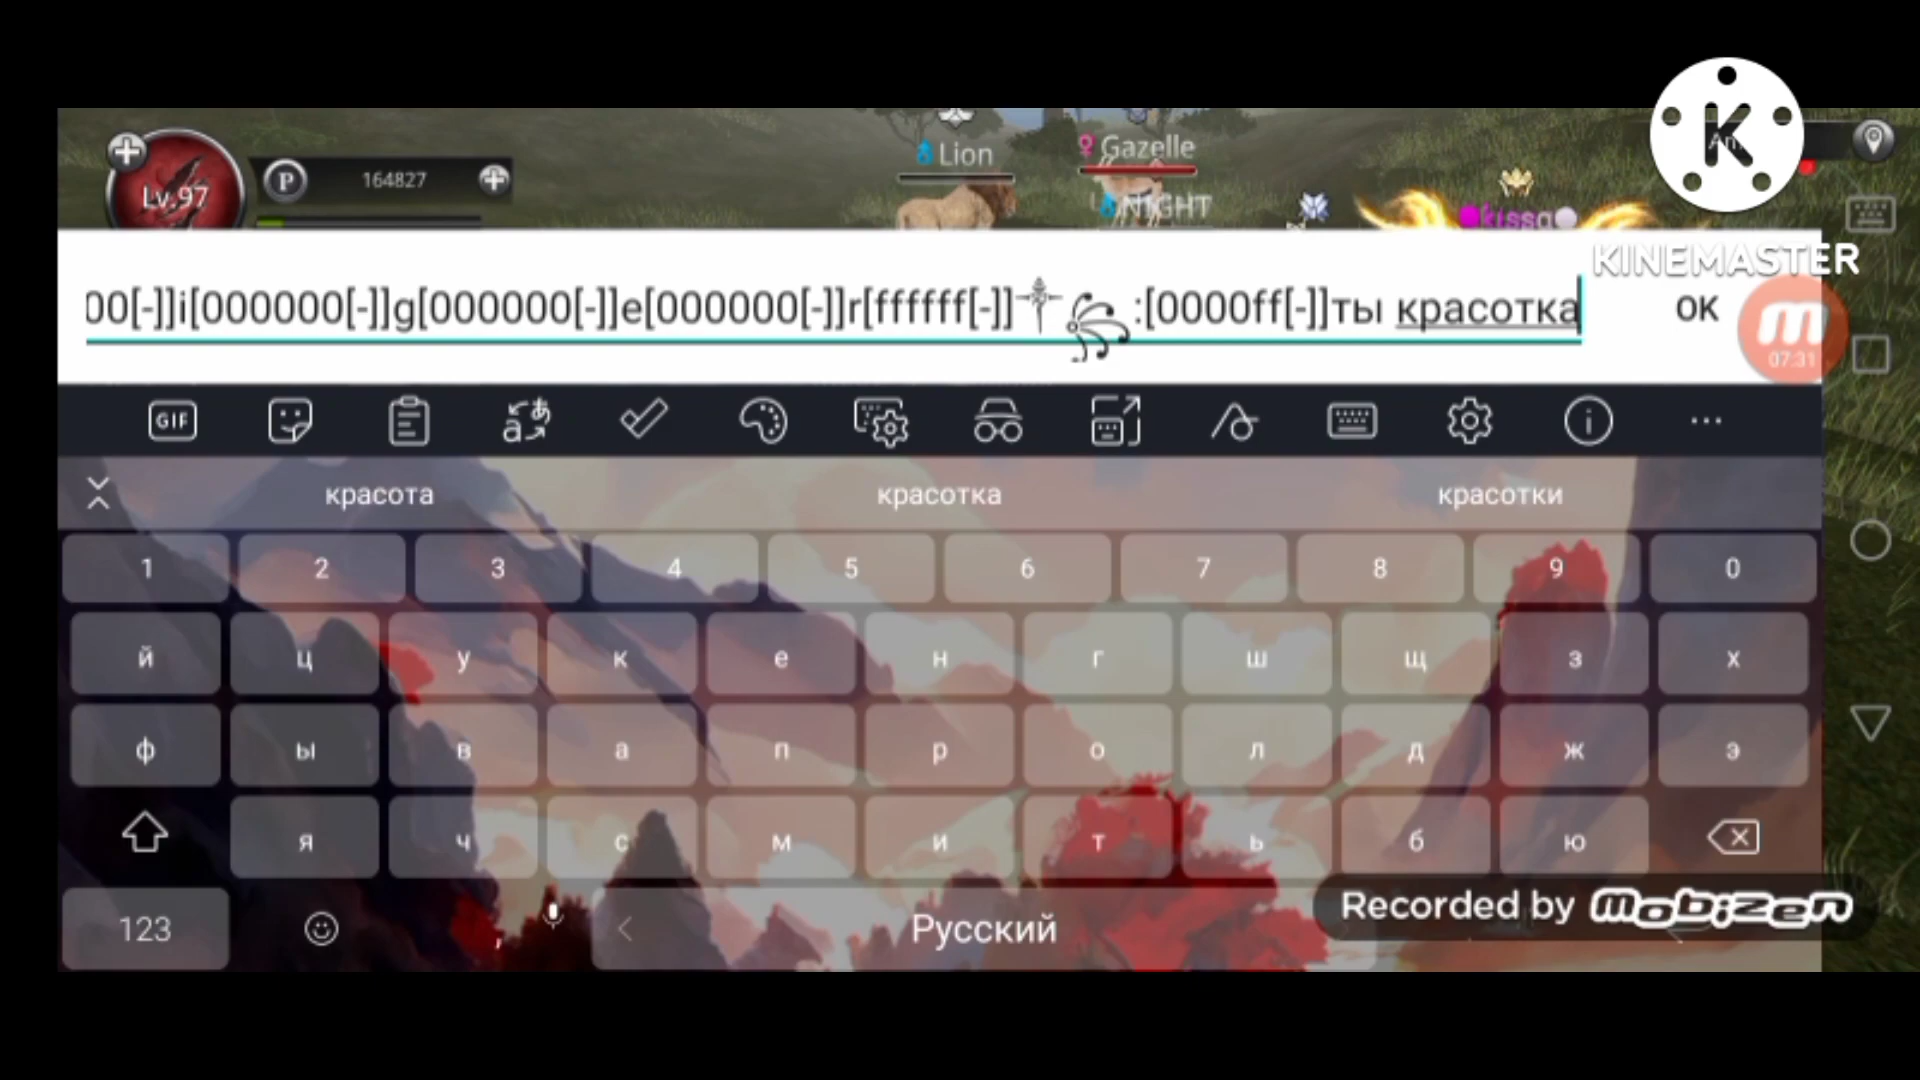 Lv.97
P 164827
Lion
Gazelle
NIGHT
kissa
K
KINEMASTER
00[-]]i[000000[-]]g[000000[-]]e[000000[-]]r[ffffff[-]] :[0000ff[-]]ты красотка
OK
07:31
GIF
красота красотка красотки
1 2 3 4 5 6 7 8 9 0
й ц у к е н г ш щ з х
ф ы в а п р о л д ж э
я ч с м и т ь б ю
123 , Русский
Recorded by Mobizen